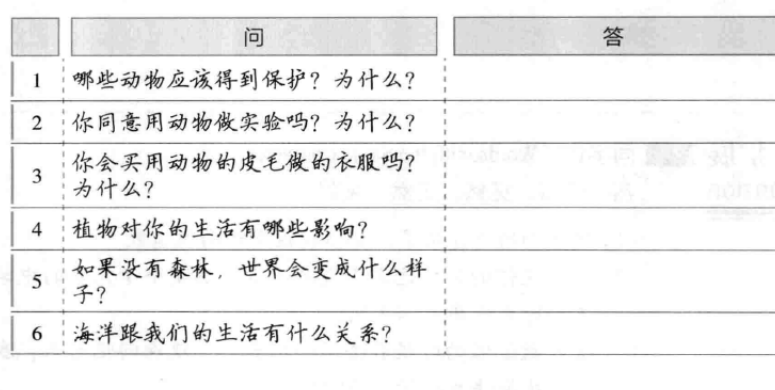 问 答
1 哪些动物应该得到保护？为什么？
2 你同意用动物做实验吗？为什么？
3 你会买用动物的皮毛做的衣服吗？
为什么？
4 植物对你的生活有哪些影响？
5 如果没有森林，世界会变成什么样
子？
6 海洋跟我们的生活有什么关系？